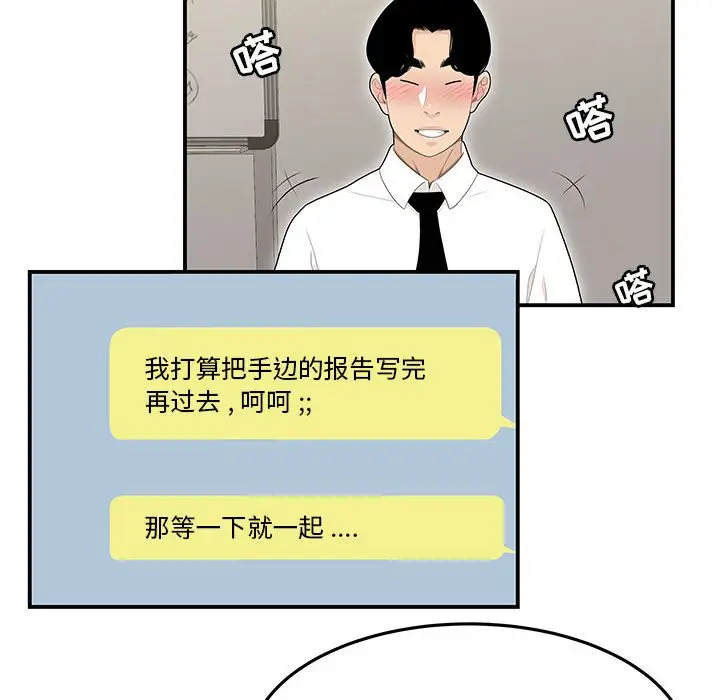 嗒
嗒
嗒
我打算把手边的报告写完
再过去 , 呵呵 ;;
那等一下就一起 ....